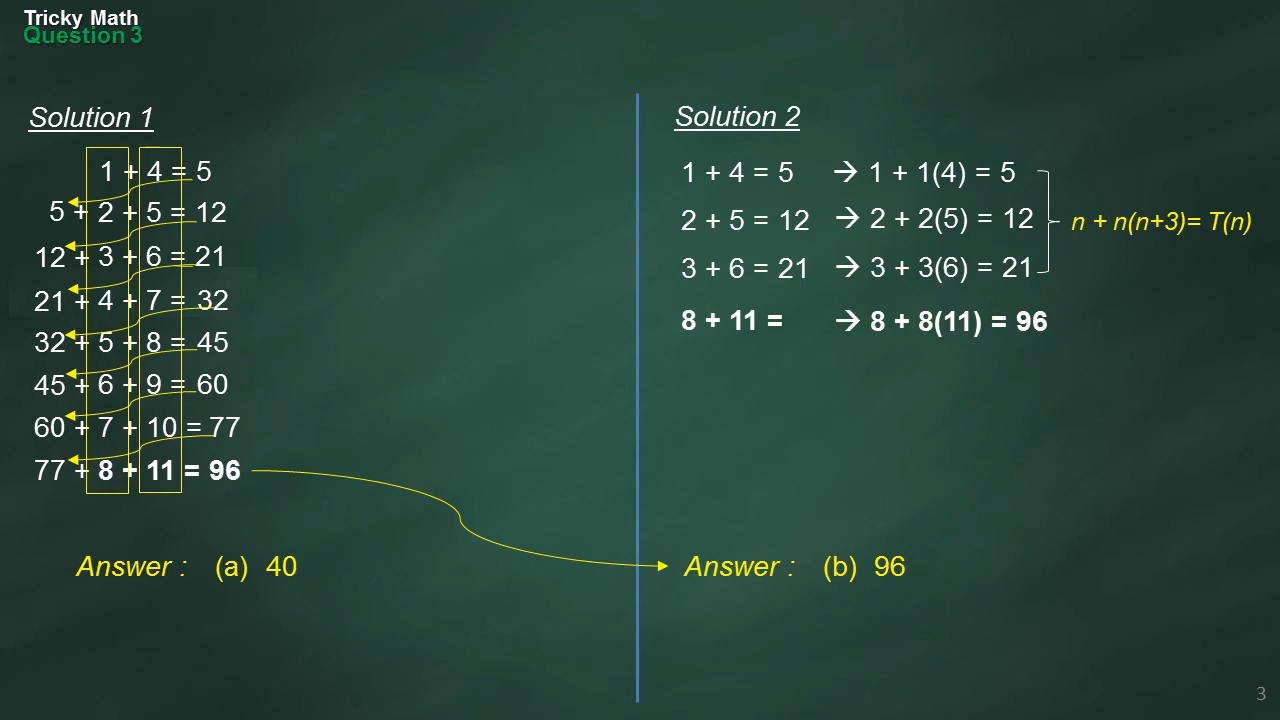 Tricky Math
Question 3
Solution 1
1 + 4 = 5
5 + 2 + 5 = 12
12 + 3 + 6 = 21
21 + 4 + 7 = 32
32 + 5 + 8 = 45
45 + 6 + 9 = 60
60 + 7 + 10 = 77
77 + 8 + 11 = 96
Answer : (a) 40
Solution 2
1 + 4 = 5 → 1 + 1(4) = 5
2 + 5 = 12 → 2 + 2(5) = 12
n + n(n+3)= T(n)
3 + 6 = 21 → 3 + 3(6) = 21
8 + 11 = → 8 + 8(11) = 96
Answer : (b) 96
3